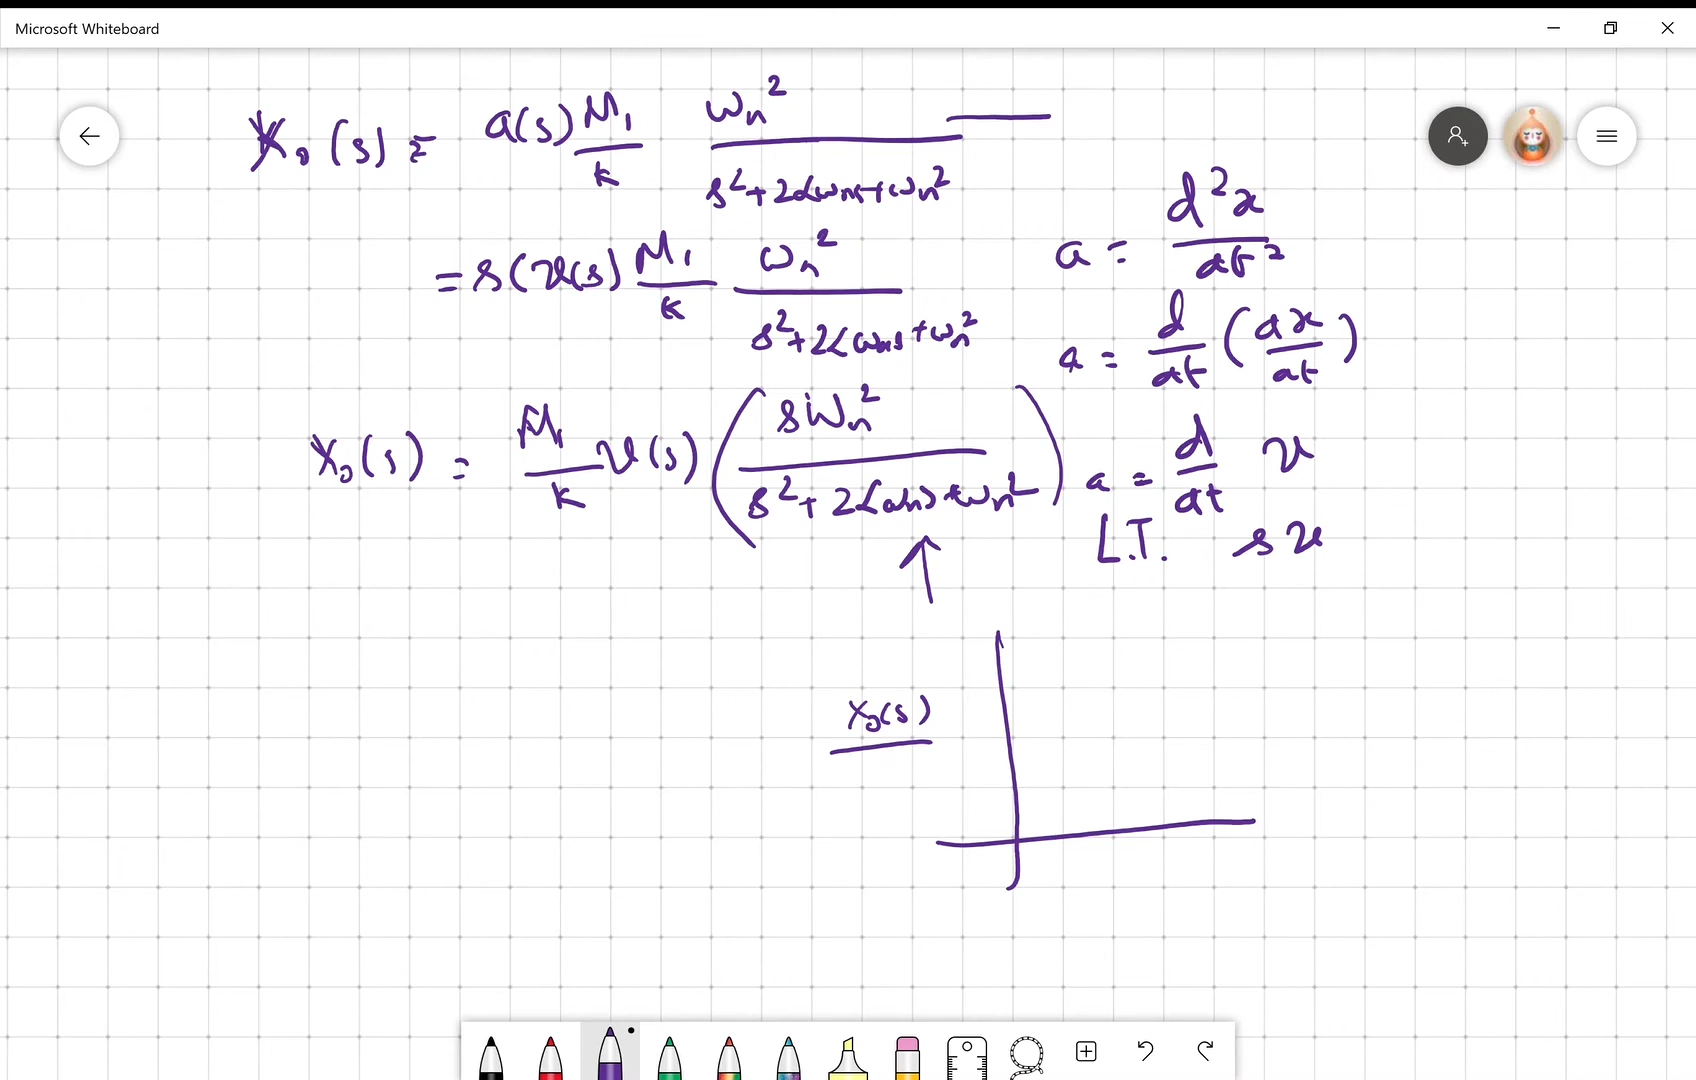 Microsoft Whiteboard
X₀(s) = a(s) M₁/k ωn²/(s²+2ζωns+ωn²)
= s(v(s) M₁/k ωn²/(s²+2ζωns+ωn²)
X₀(s) = M₁/k v(s) (sωn²/(s²+2ζωns+ωn²))
a = d²x/dt²
a = d/dt (dx/dt)
a = d/dt v
L.T. sv
X₀(s)